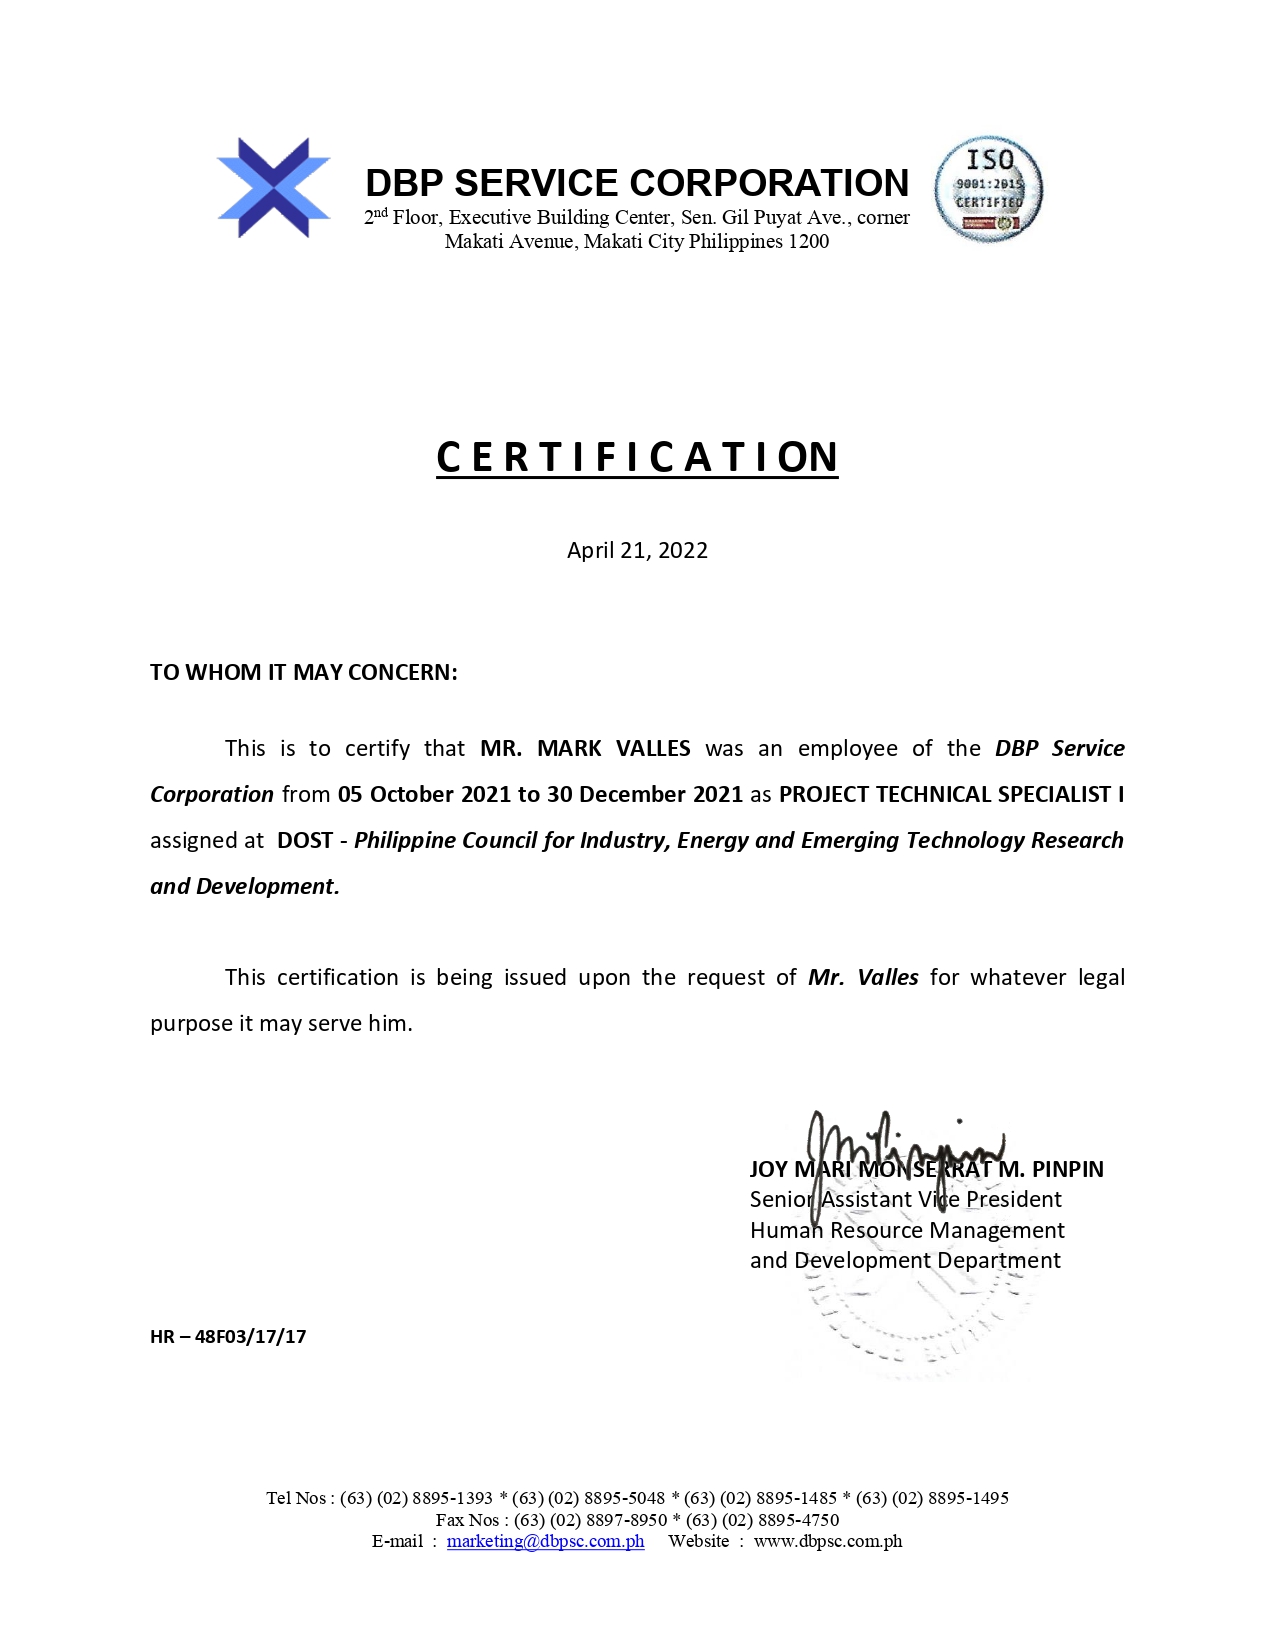 DBP SERVICE CORPORATION
2nd Floor, Executive Building Center, Sen. Gil Puyat Ave., corner
Makati Avenue, Makati City Philippines 1200
ISO
9001:2015
CERTIFIED
CERTIFICATION
April 21, 2022
TO WHOM IT MAY CONCERN:
This is to certify that MR. MARK VALLES was an employee of the DBP Service
Corporation from 05 October 2021 to 30 December 2021 as PROJECT TECHNICAL SPECIALIST I
assigned at DOST - Philippine Council for Industry, Energy and Emerging Technology Research
and Development.
This certification is being issued upon the request of Mr. Valles for whatever legal
purpose it may serve him.
JOY MARI MONSERRAT M. PINPIN
Senior Assistant Vice President
Human Resource Management
and Development Department
HR – 48F03/17/17
Tel Nos : (63) (02) 8895-1393 * (63) (02) 8895-5048 * (63) (02) 8895-1485 * (63) (02) 8895-1495
Fax Nos : (63) (02) 8897-8950 * (63) (02) 8895-4750
E-mail : marketing@dbpsc.com.ph Website : www.dbpsc.com.ph